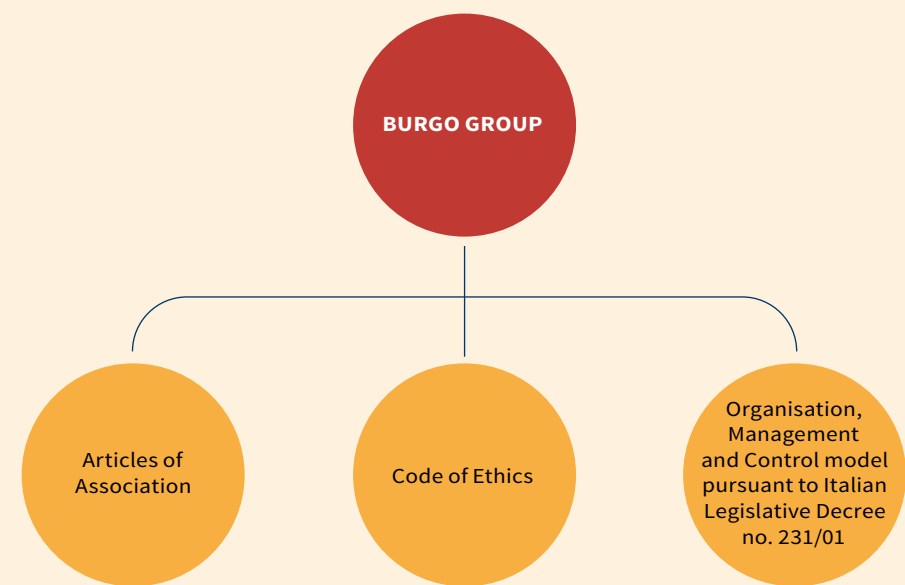 BURGO GROUP
Articles of
Association
Code of Ethics
Organisation,
Management
and Control model
pursuant to Italian
Legislative Decree
no. 231/01